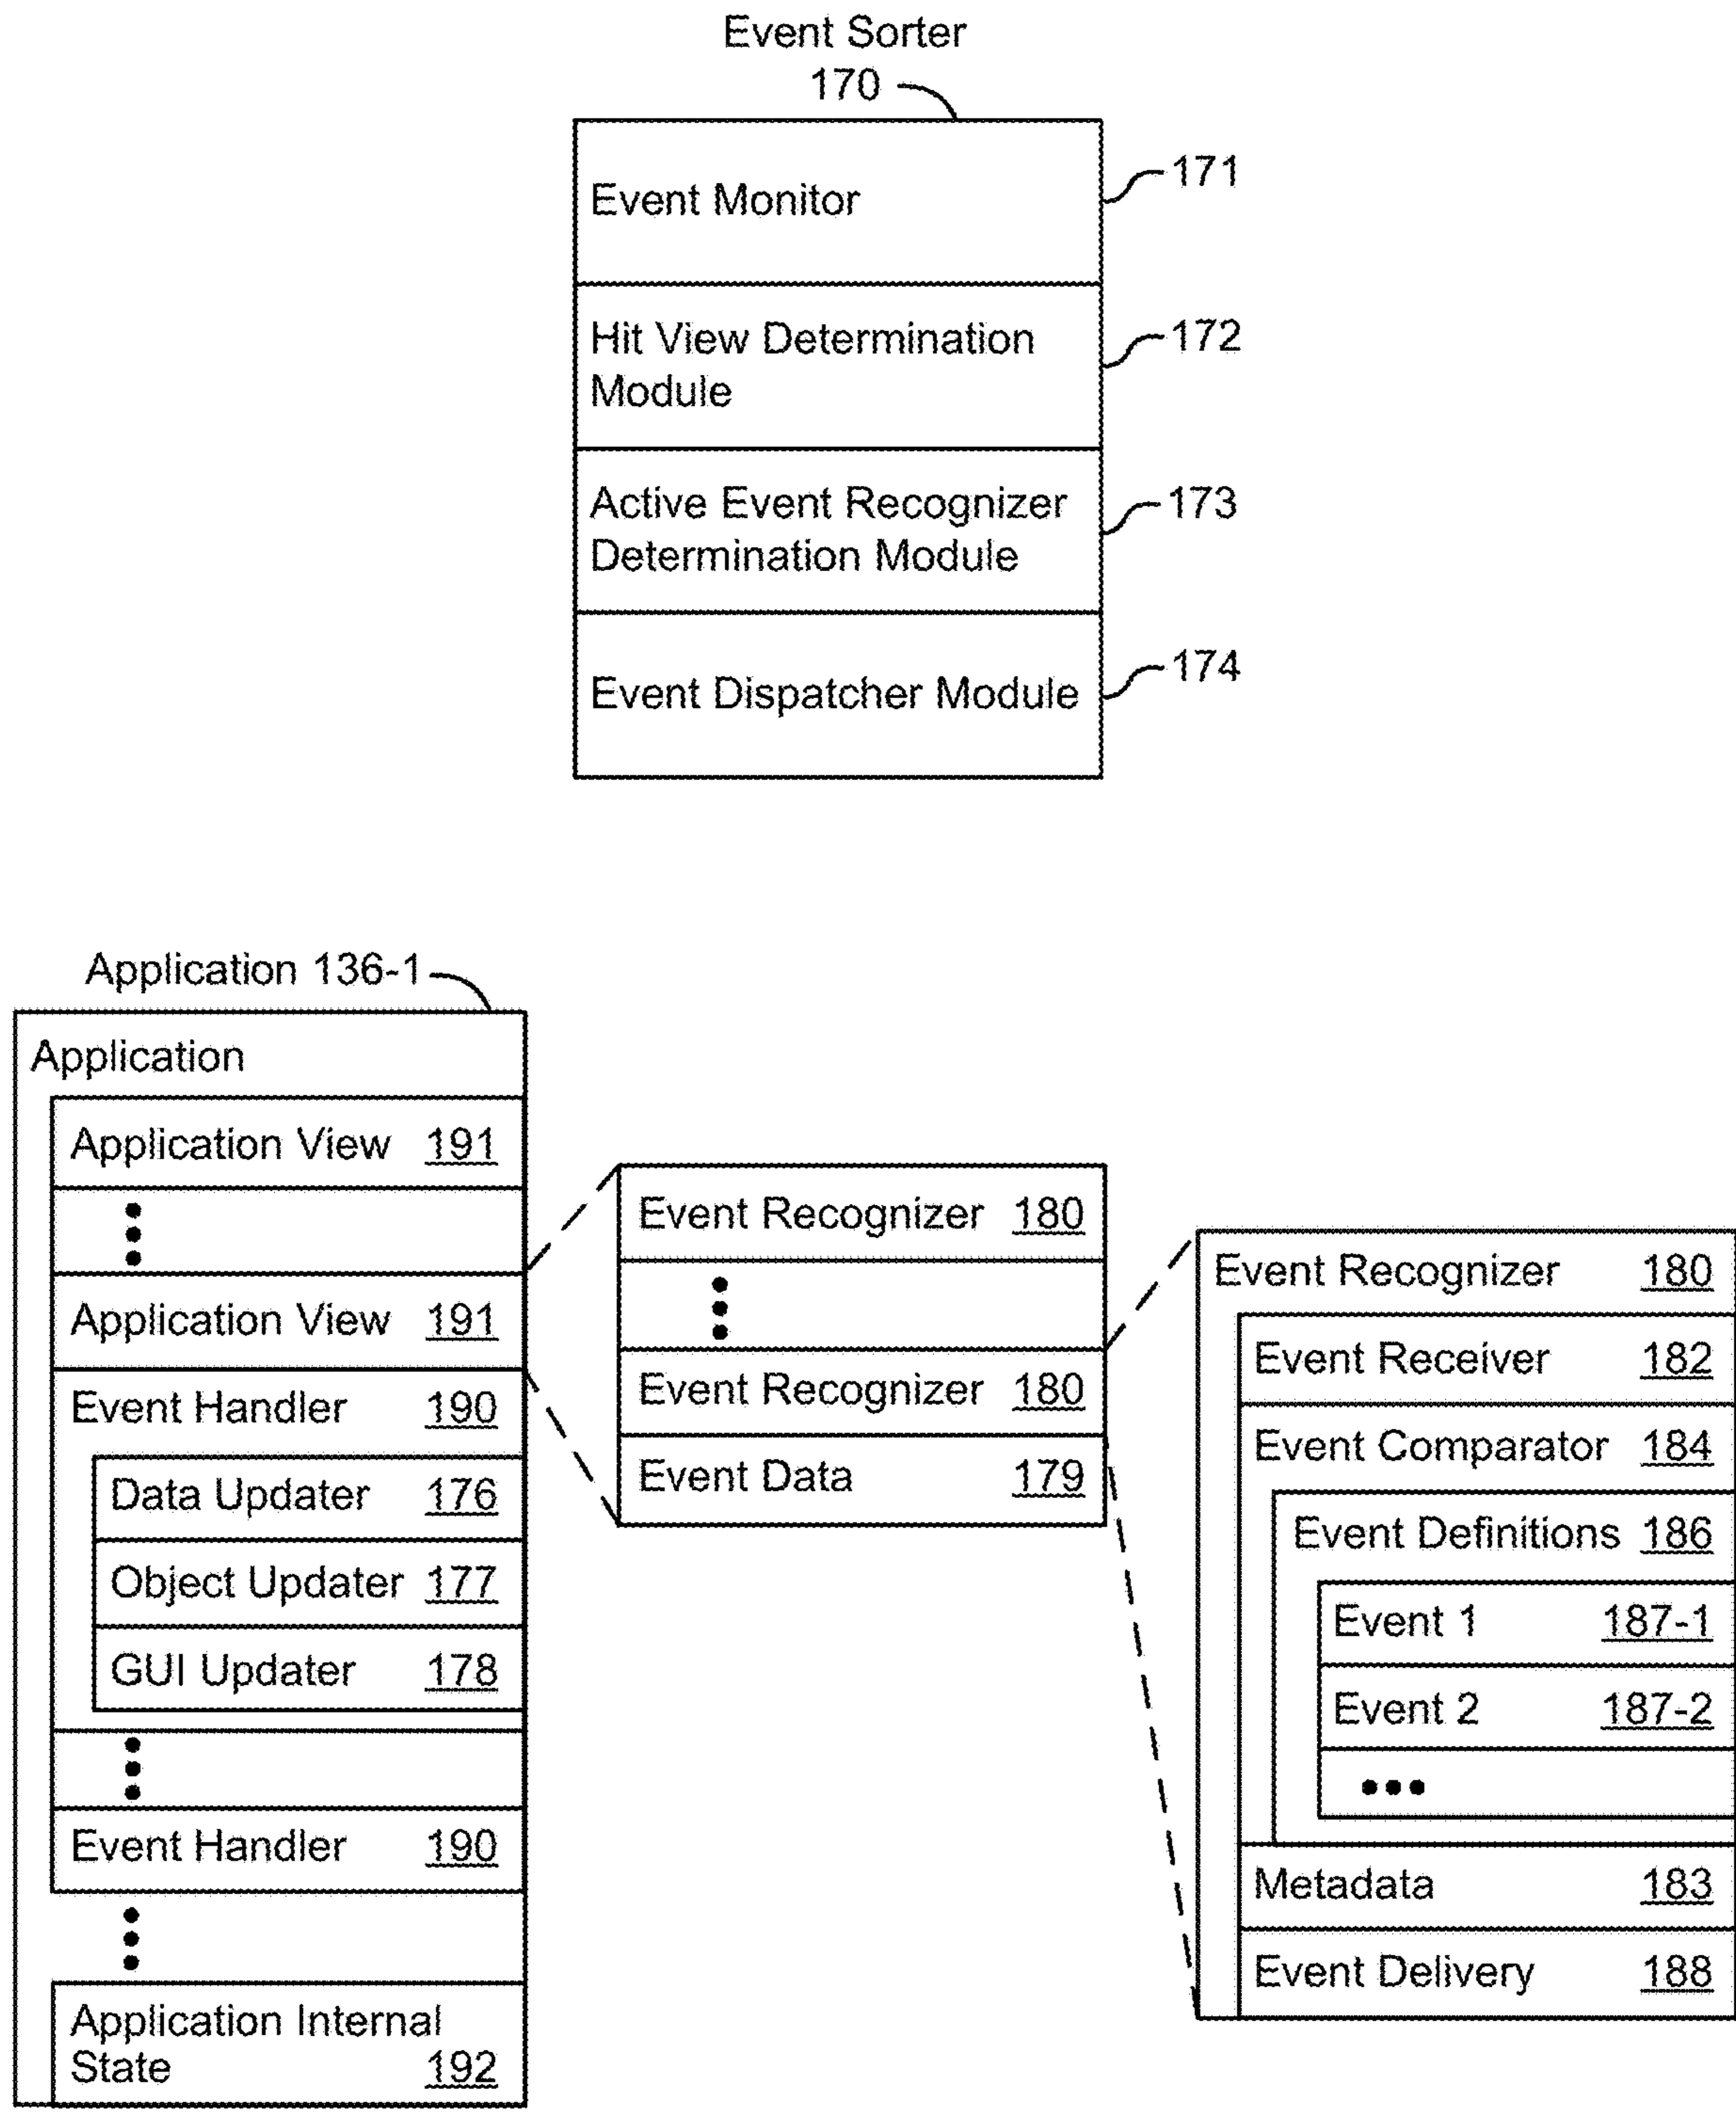 Event Sorter
170
Event Monitor
171
Hit View Determination
Module
172
Active Event Recognizer
Determination Module
173
Event Dispatcher Module
174
Application 136-1
Application
Application View 191
Application View 191
Event Handler 190
Data Updater 176
Object Updater 177
GUI Updater 178
Event Handler 190
Application Internal
State 192
Event Recognizer 180
Event Recognizer 180
Event Data 179
Event Recognizer 180
Event Receiver 182
Event Comparator 184
Event Definitions 186
Event 1 187-1
Event 2 187-2
Metadata 183
Event Delivery 188